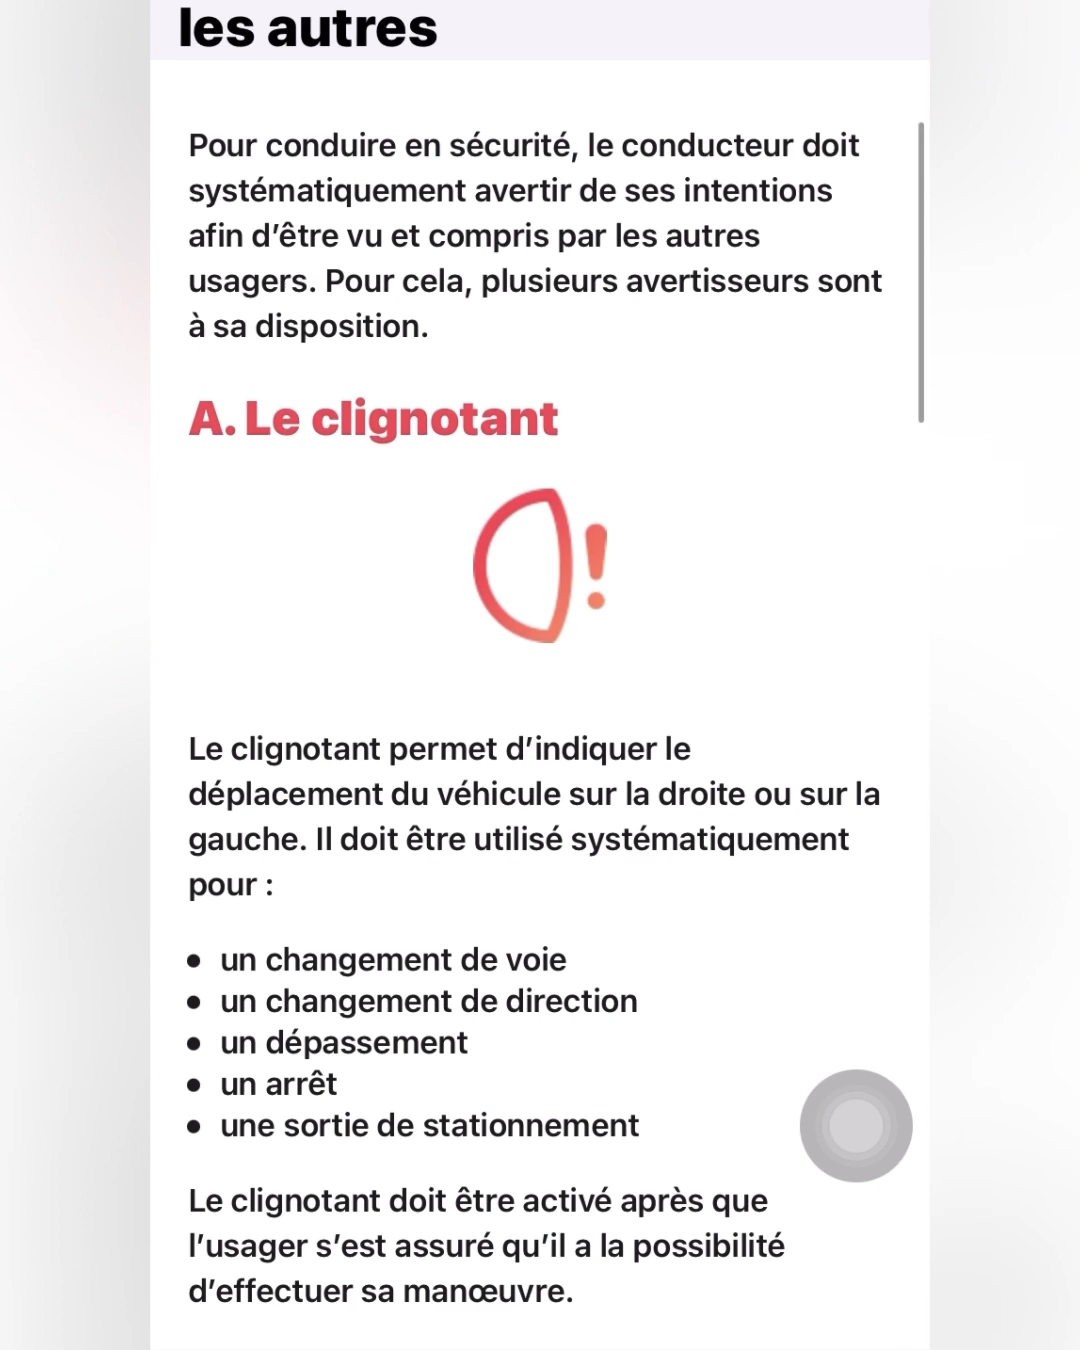 les autres
Pour conduire en sécurité, le conducteur doit
systématiquement avertir de ses intentions
afin d’être vu et compris par les autres
usagers. Pour cela, plusieurs avertisseurs sont
à sa disposition.
A. Le clignotant
!
Le clignotant permet d’indiquer le
déplacement du véhicule sur la droite ou sur la
gauche. Il doit être utilisé systématiquement
pour :
• un changement de voie
• un changement de direction
• un dépassement
• un arrêt
• une sortie de stationnement
Le clignotant doit être activé après que
l’usager s’est assuré qu’il a la possibilité
d’effectuer sa manœuvre.